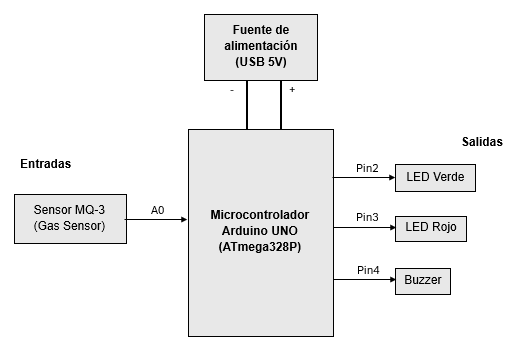 Fuente de
alimentación
(USB 5V)
-
+
Entradas
Salidas
Sensor MQ-3
(Gas Sensor)
A0
Microcontrolador
Arduino UNO
(ATmega328P)
Pin2
LED Verde
Pin3
LED Rojo
Pin4
Buzzer